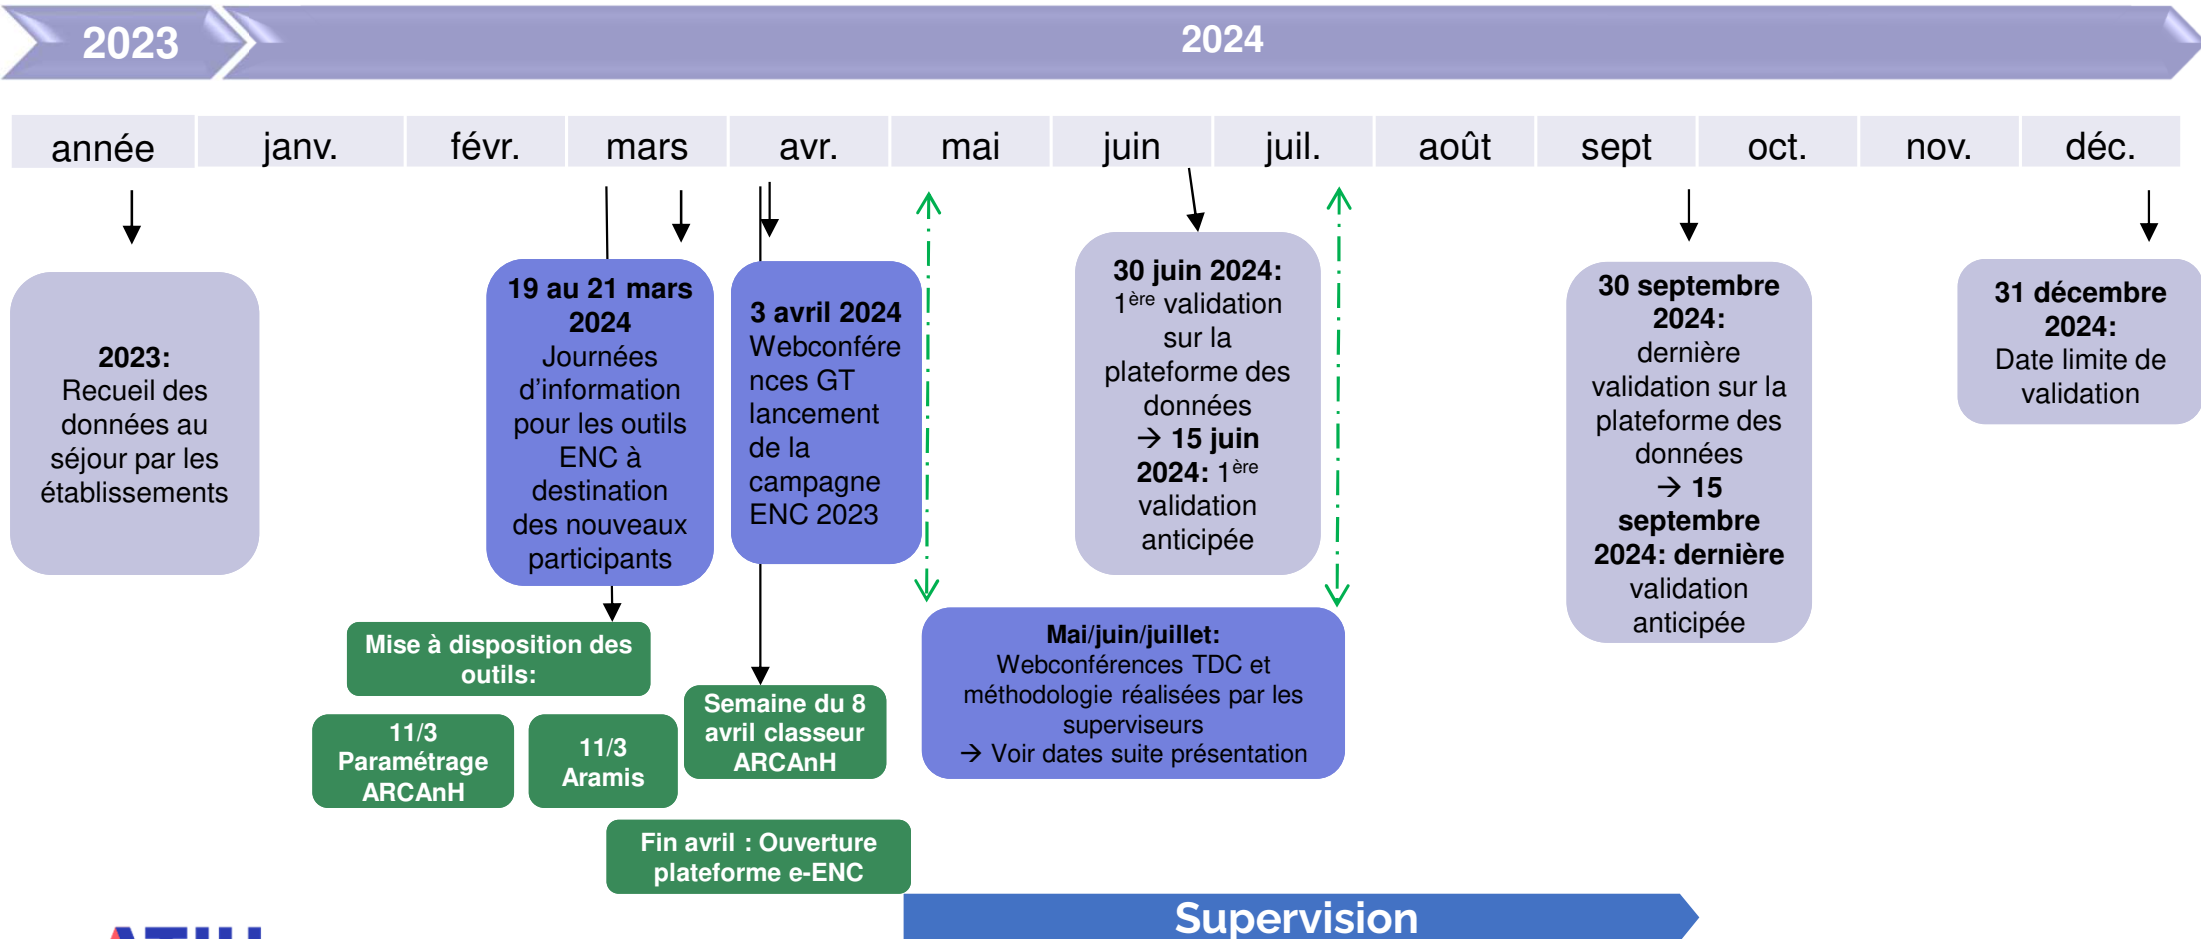 2023
2024
année janv. févr. mars avr. mai juin juil. août sept oct. nov. déc.
2023:
Recueil des
données au
séjour par les
établissements
19 au 21 mars
2024
Journées
d’information
pour les outils
ENC à
destination
des nouveaux
participants
3 avril 2024
Webconfére
nces GT
lancement
de la
campagne
ENC 2023
30 juin 2024:
1ère validation
sur la
plateforme des
données
→ 15 juin
2024: 1ère
validation
anticipée
30 septembre
2024:
dernière
validation sur la
plateforme des
données
→ 15
septembre
2024: dernière
validation
anticipée
31 décembre
2024:
Date limite de
validation
Mise à disposition des
outils:
11/3
Paramétrage
ARCAnH
11/3
Aramis
Semaine du 8
avril classeur
ARCAnH
Fin avril : Ouverture
plateforme e-ENC
Mai/juin/juillet:
Webconférences TDC et
méthodologie réalisées par les
superviseurs
→ Voir dates suite présentation
Supervision